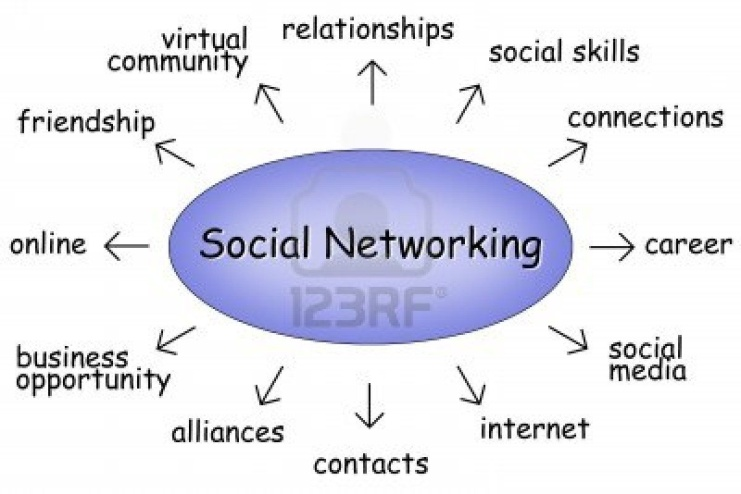 relationships
virtual
community
social skills
friendship
connections
online
Social Networking
career
123RF®
business
opportunity
social
media
alliances
internet
contacts